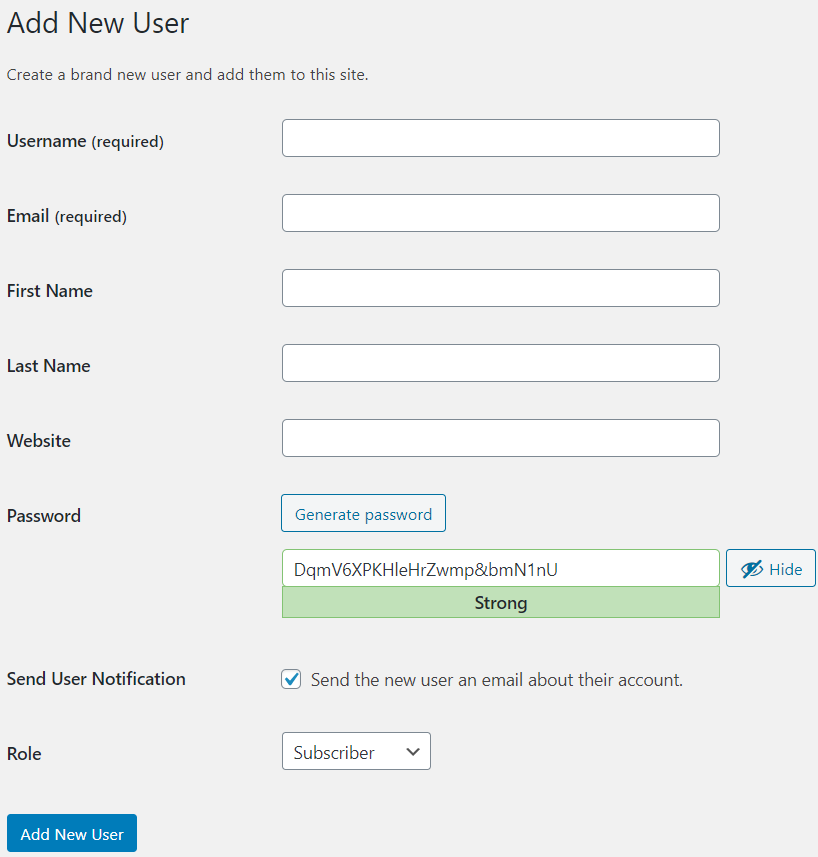 Add New User
Create a brand new user and add them to this site.
Username (required)
Email (required)
First Name
Last Name
Website
Password
Generate password
DqmV6XPKHleHrZwmp&bmN1nU
Hide
Strong
Send User Notification
Send the new user an email about their account.
Role
Subscriber
Add New User